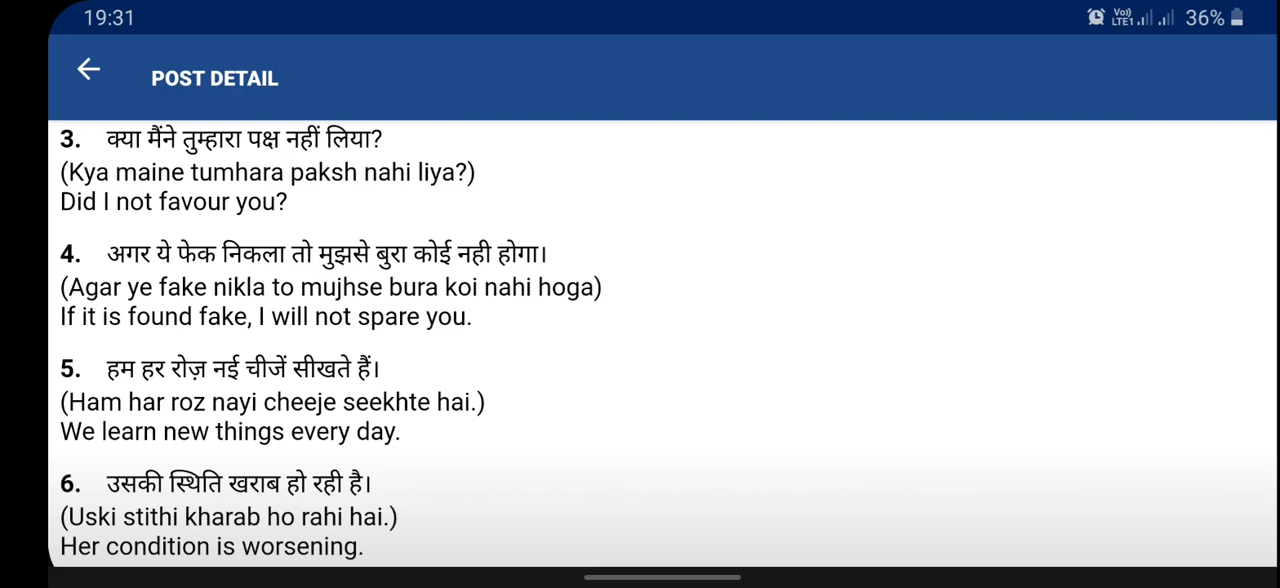 19:31
Vo)) LTE1 36%
POST DETAIL
3. क्या मैंने तुम्हारा पक्ष नहीं लिया?
(Kya maine tumhara paksh nahi liya?)
Did I not favour you?
4. अगर ये फेक निकला तो मुझसे बुरा कोई नही होगा।
(Agar ye fake nikla to mujhse bura koi nahi hoga)
If it is found fake, I will not spare you.
5. हम हर रोज़ नई चीजें सीखते हैं।
(Ham har roz nayi cheeje seekhte hai.)
We learn new things every day.
6. उसकी स्थिति खराब हो रही है।
(Uski stithi kharab ho rahi hai.)
Her condition is worsening.